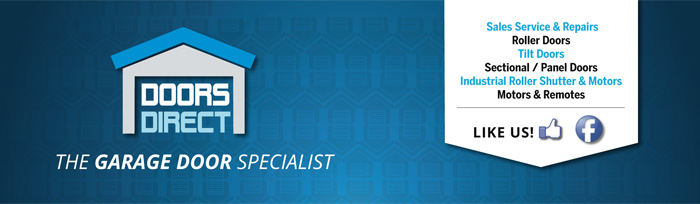 DOORS
DIRECT
THE GARAGE DOOR SPECIALIST
Sales Service & Repairs
Roller Doors
Tilt Doors
Sectional / Panel Doors
Industrial Roller Shutter & Motors
Motors & Remotes
LIKE US!